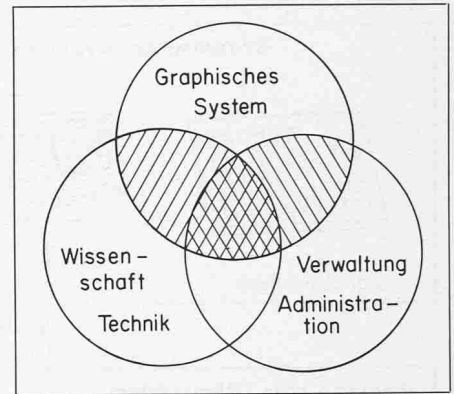 Graphisches
System
Wissen-
schaft
Technik
Verwaltung
Administra-
tion